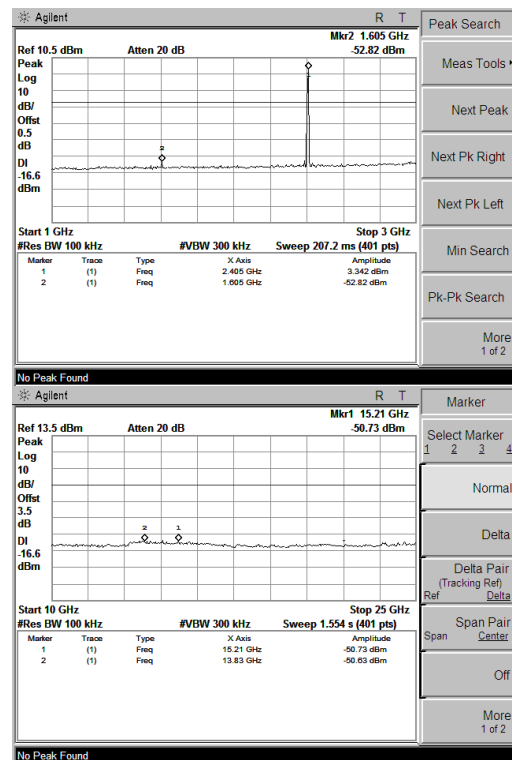 Agilent R T
Peak Search
Mkr2 1.605 GHz
Ref 10.5 dBm Atten 20 dB -52.82 dBm
Peak
Log
10
dB/
Offst
0.5
dB
DI
-16.6
dBm
2
Start 1 GHz Stop 3 GHz
#Res BW 100 kHz #VBW 300 kHz Sweep 207.2 ms (401 pts)
Marker Trace Type X Axis Amplitude
1 (1) Freq 2.405 GHz 3.342 dBm
2 (1) Freq 1.605 GHz -52.82 dBm
Meas Tools
Next Peak
Next Pk Right
Next Pk Left
Min Search
Pk-Pk Search
More
1 of 2
No Peak Found
Agilent R T
Marker
Mkr1 15.21 GHz
Ref 13.5 dBm Atten 20 dB -50.73 dBm
Peak
Log
10
dB/
Offst
3.5
dB
DI
-16.6
dBm
2 1
Start 10 GHz Stop 25 GHz
#Res BW 100 kHz #VBW 300 kHz Sweep 1.554 s (401 pts)
Marker Trace Type X Axis Amplitude
1 (1) Freq 15.21 GHz -50.73 dBm
2 (1) Freq 13.83 GHz -50.63 dBm
Select Marker
1 2 3 4
Normal
Delta
Delta Pair
(Tracking Ref)
Ref Delta
Span Pair
Span Center
Off
More
1 of 2
No Peak Found